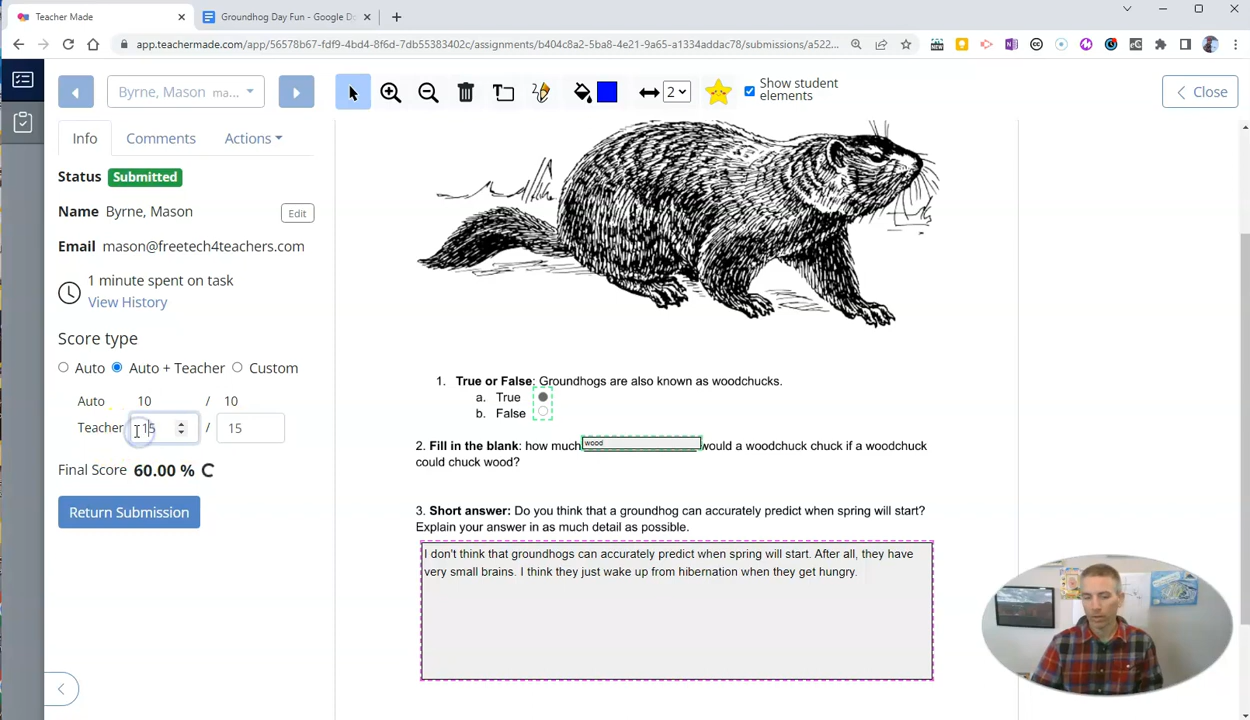 Teacher Made
Groundhog Day Fun - Google D
app.teachermade.com/app/56578b67-fdf9-4bd4-8f6d-7db55383402c/assignments/b404c8a2-5ba8-4e21-9a65-a1334addac78/submissions/a522...
Byrne, Mason ma...
2
Show student
elements
Close
Info Comments Actions
Status Submitted
Name Byrne, Mason Edit
Email mason@freetech4teachers.com
1 minute spent on task
View History
Score type
Auto Auto + Teacher Custom
Auto 10 / 10
Teacher 15 / 15
Final Score 60.00 %
Return Submission
1. True or False: Groundhogs are also known as woodchucks.
a. True
b. False
2. Fill in the blank: how much wood would a woodchuck chuck if a woodchuck
could chuck wood?
3. Short answer: Do you think that a groundhog can accurately predict when spring will start?
Explain your answer in as much detail as possible.
I don't think that groundhogs can accurately predict when spring will start. After all, they have
very small brains. I think they just wake up from hibernation when they get hungry.